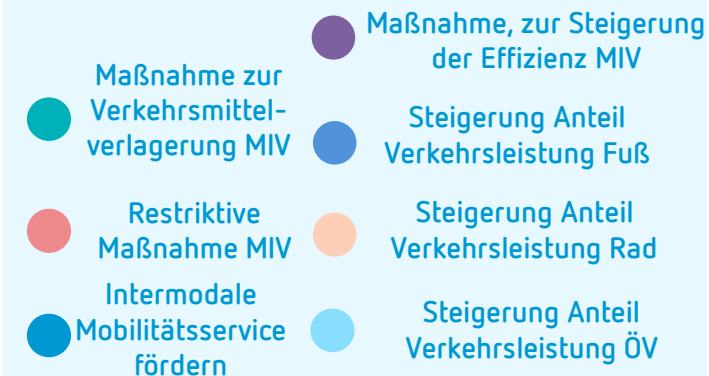 Maßnahme zur
Verkehrsmittel-
verlagerung MIV
Restriktive
Maßnahme MIV
Intermodale
Mobilitätsservice
fördern
Maßnahme, zur Steigerung
der Effizienz MIV
Steigerung Anteil
Verkehrsleistung Fuß
Steigerung Anteil
Verkehrsleistung Rad
Steigerung Anteil
Verkehrsleistung ÖV